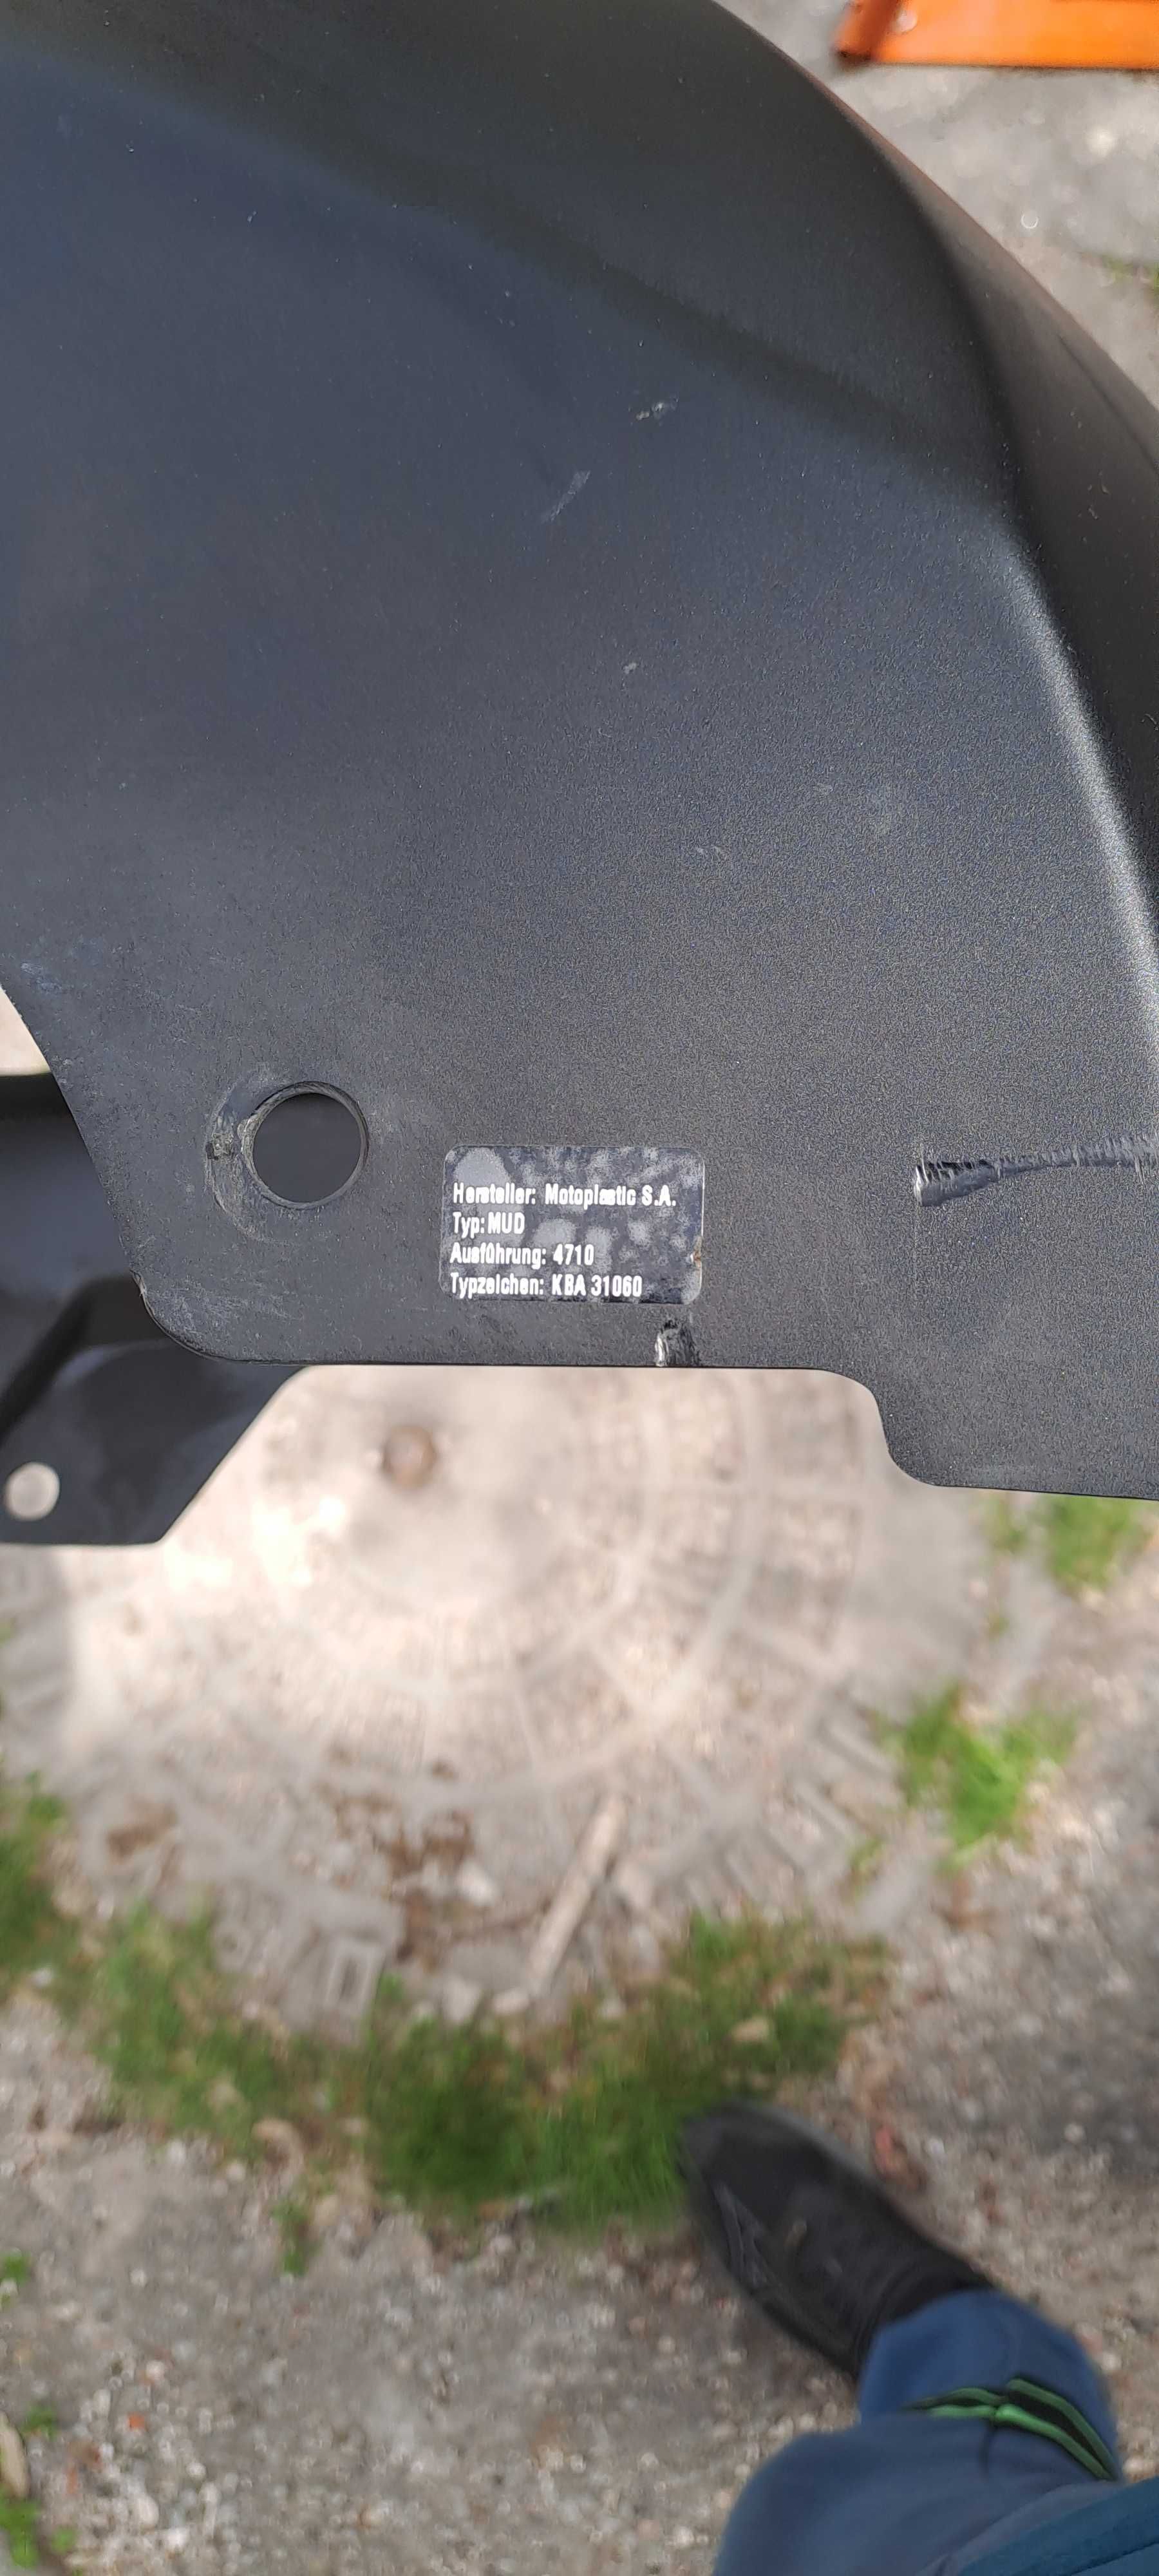 Hersteller: Motoplastic S.A.
Typ: MUD
Ausführung: 4710
Typzeichen: KBA 31060